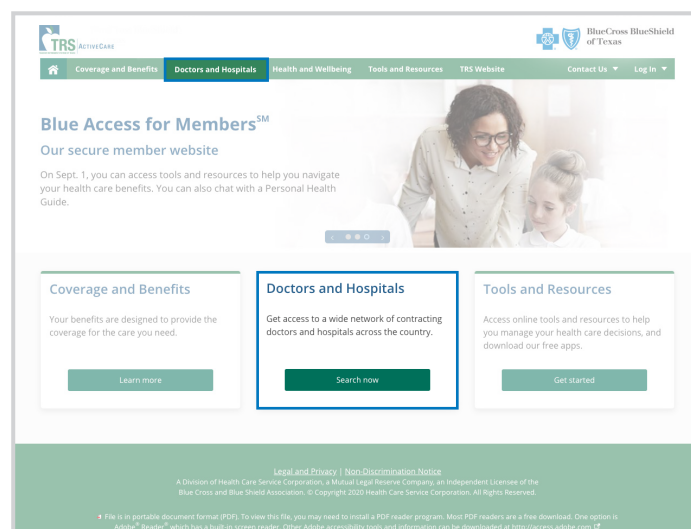 TRS ACTIVECARE
BlueCross BlueShield
of Texas
Coverage and Benefits Doctors and Hospitals Health and Wellbeing Tools and Resources TRS Website Contact Us ▼ Log In ▼
Blue Access for Members℠
Our secure member website
On Sept. 1, you can access tools and resources to help you navigate
your health care benefits. You can also chat with a Personal Health
Guide.
Coverage and Benefits
Your benefits are designed to provide the
coverage for the care you need.
Learn more
Doctors and Hospitals
Get access to a wide network of contracting
doctors and hospitals across the country.
Search now
Tools and Resources
Access online tools and resources to help
you manage your health care decisions, and
download our free apps.
Get started
Legal and Privacy | Non-Discrimination Notice
A Division of Health Care Service Corporation, a Mutual Legal Reserve Company, an Independent Licensee of the
Blue Cross and Blue Shield Association. © Copyright 2020 Health Care Service Corporation. All Rights Reserved.
File is in portable document format (PDF). To view this file, you may need to install a PDF reader program. Most PDF readers are a free download. One option is
Adobe® Reader® which has a built-in screen reader. Other Adobe accessibility tools and information can be downloaded at http://access.adobe.com